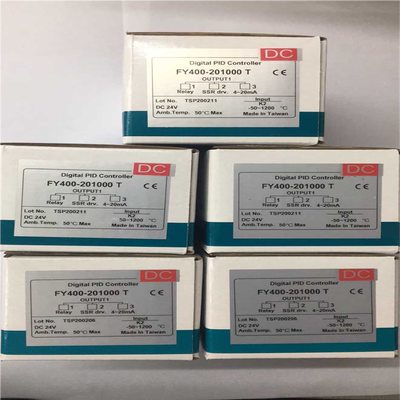 DC
Digital PID Controller
FY400-201000 T
OUTPUT1
1 2 3
Relay SSR drv. 4~20mA
Lot No. TSP200211 Input
K2
DC 24V -50~1200 °C
Amb.Temp. 50°C Max Made in Taiwan
DC
Digital PID Controller
FY400-201000 T
OUTPUT1
1 2 3
Relay SSR drv. 4~20mA
Lot No. TSP200211 Input
K2
DC 24V -50~1200 °C
Amb.Temp. 50°C Max Made in Taiwan
DC
Digital PID Controller
FY400-201000 T
OUTPUT1
1 2 3
Relay SSR drv. 4~20mA
Lot No. TSP200211 Input
K2
DC 24V -50~1200 °C
Amb.Temp. 50°C Max Made in Taiwan
DC
Digital PID Controller
FY400-201000 T
OUTPUT1
1 2 3
Relay SSR drv. 4~20mA
Lot No. TSP200206 Input
K2
DC 24V -50~1200 °C
Amb.Temp. 50°C Max Made in Taiwan
DC
Digital PID Controller
FY400-201000 T
OUTPUT1
1 2 3
Relay SSR drv. 4~20mA
Lot No. TSP200206 Input
K2
DC 24V -50~1200 °C
Amb.Temp. 50°C Max Made in Taiwan